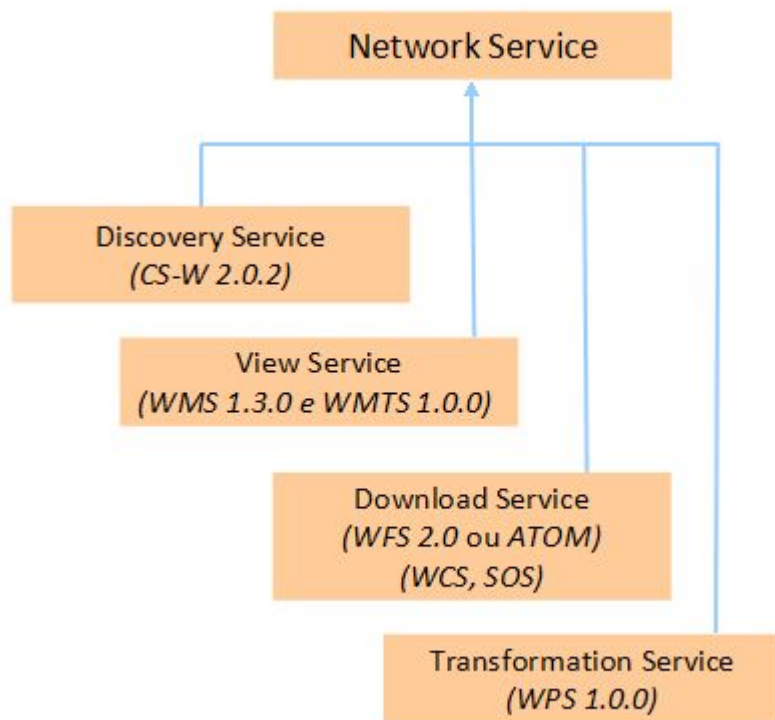 Network Service
Discovery Service
(CS-W 2.0.2)
View Service
(WMS 1.3.0 e WMTS 1.0.0)
Download Service
(WFS 2.0 ou ATOM)
(WCS, SOS)
Transformation Service
(WPS 1.0.0)